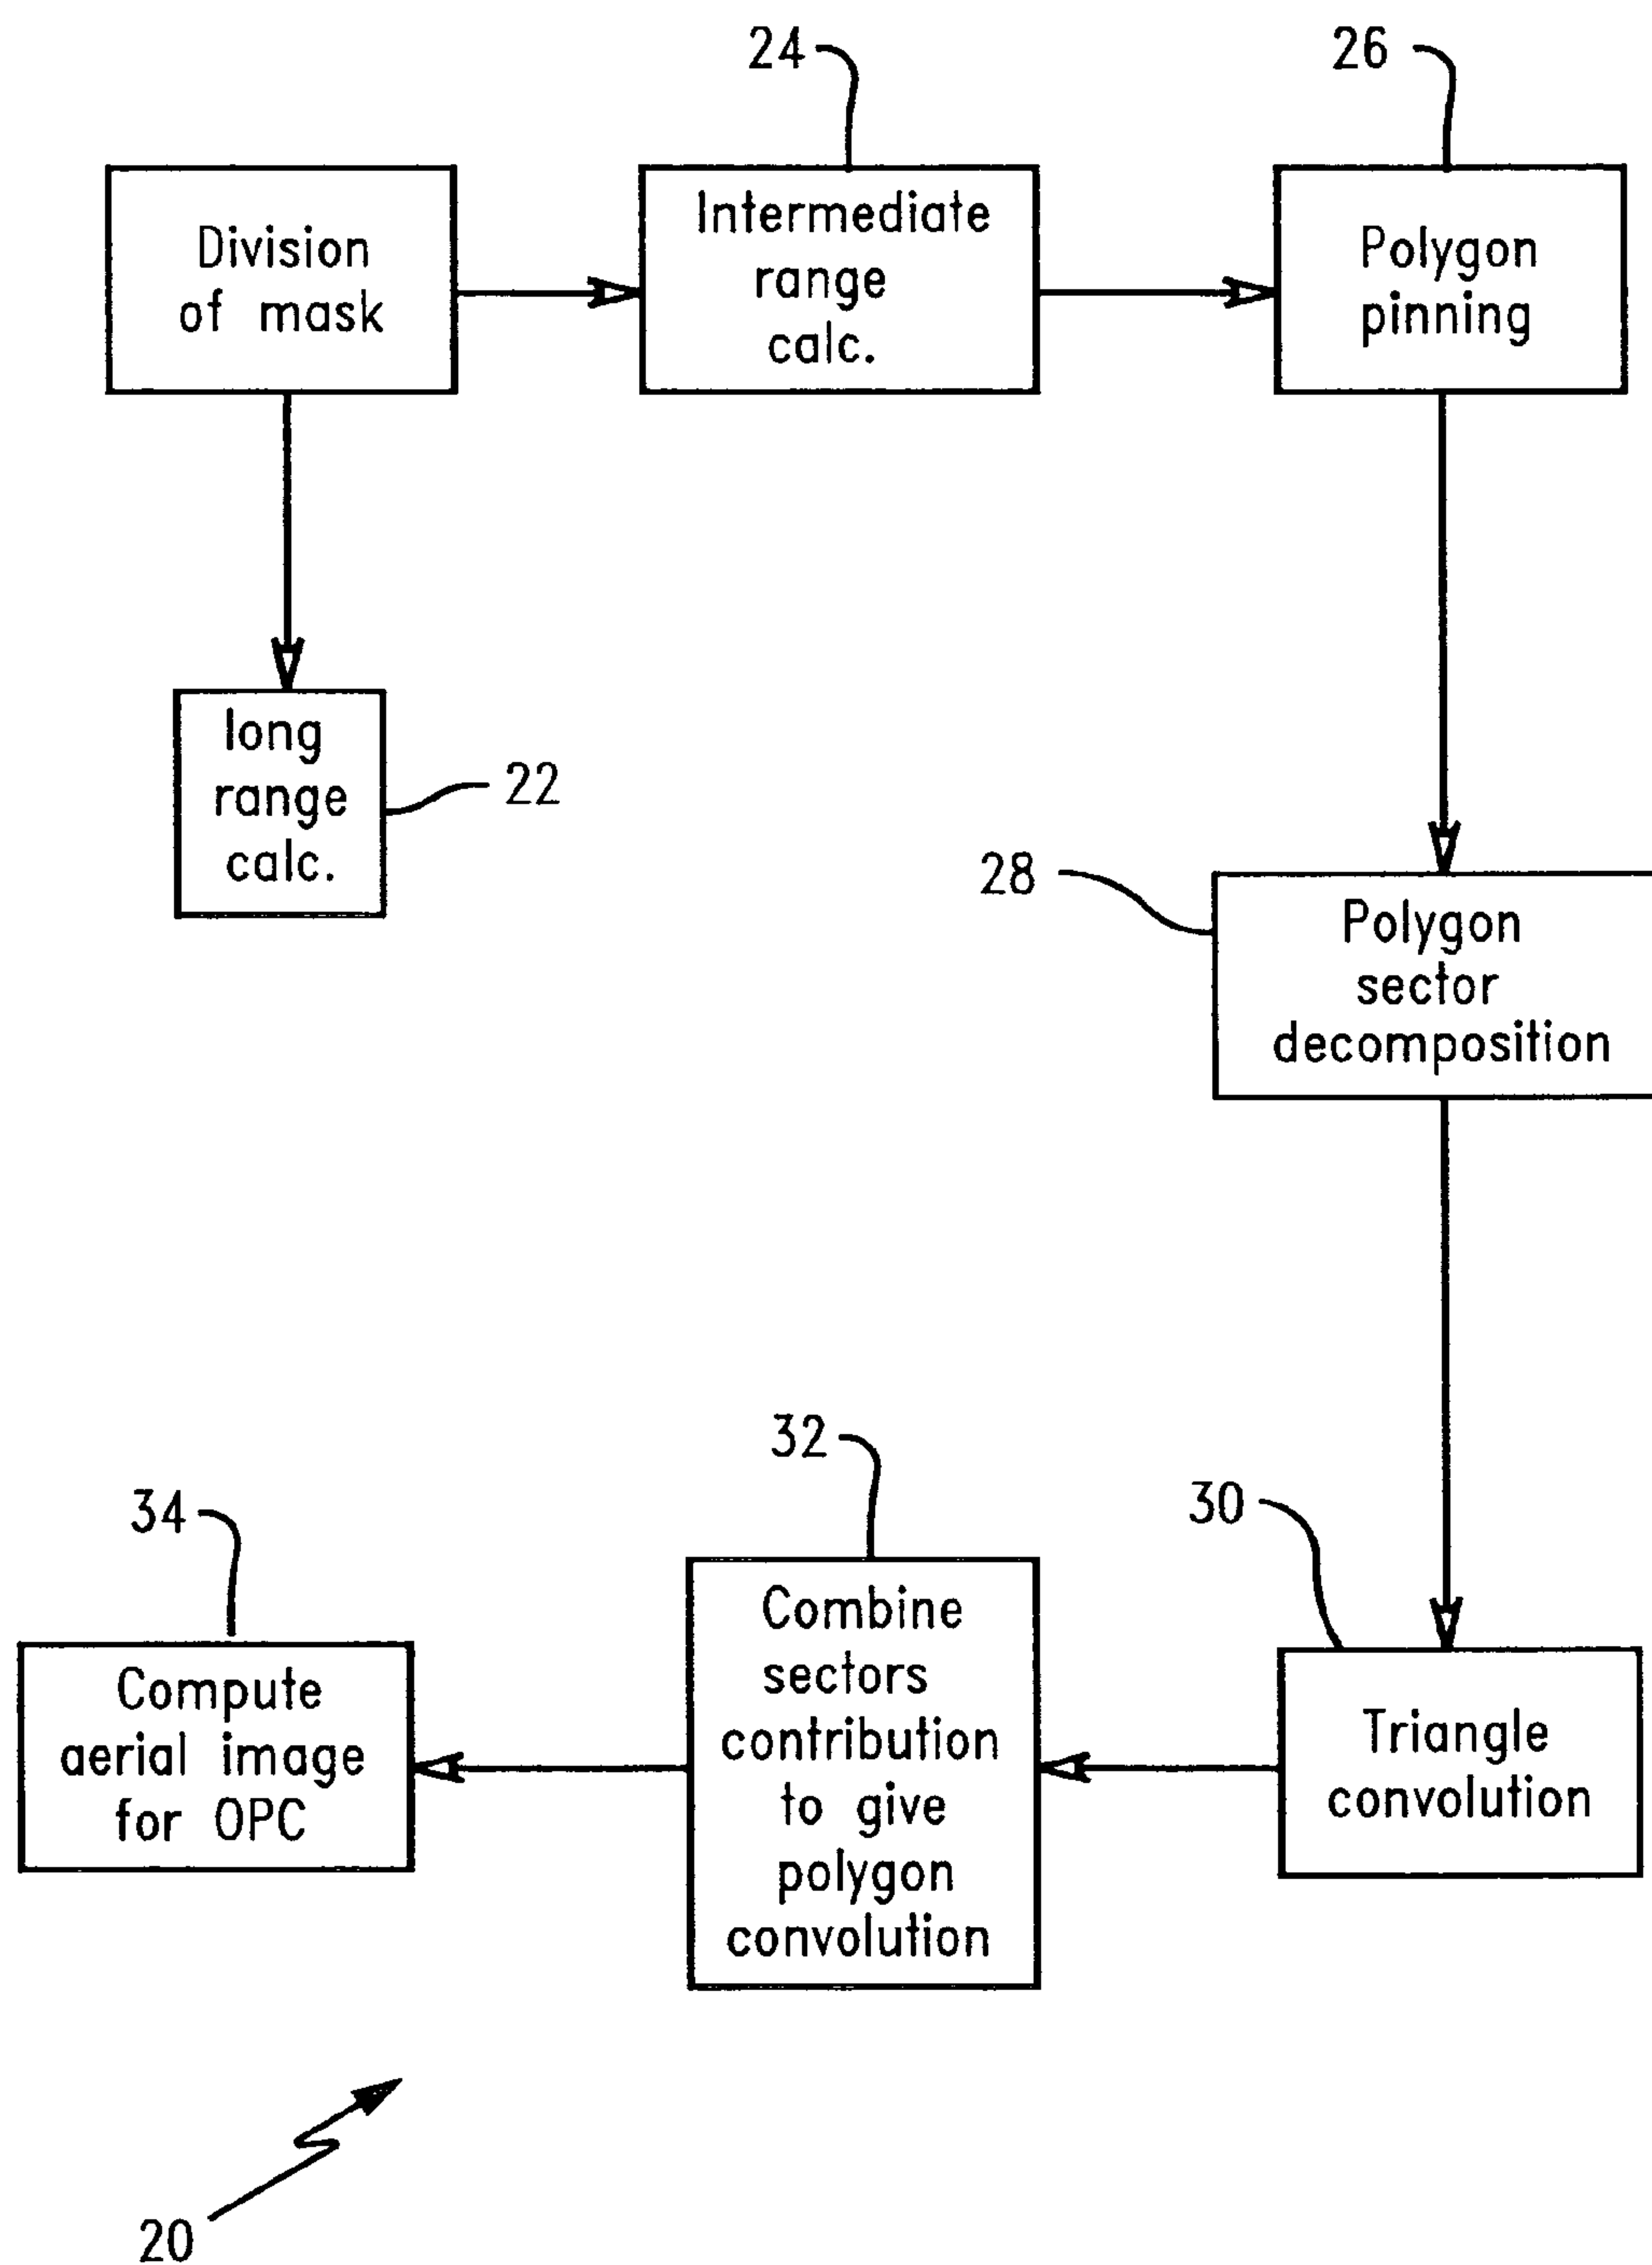 24
26
Division
of mask
Intermediate
range
calc.
Polygon
pinning
long
range
calc.
22
28
Polygon
sector
decomposition
32
34
30
Combine
sectors
contribution
to give
polygon
convolution
Compute
aerial image
for OPC
Triangle
convolution
20